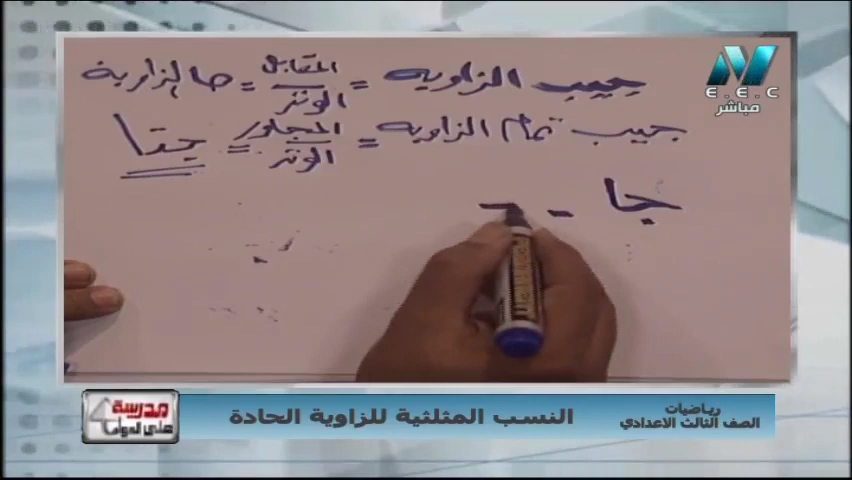 E.E.C
مباشر
جيب الزاوية = المقابل / الوتر = حا الزاوية
جيب تمام الزاوية = المجاور / الوتر = جتا
جا - -
رياضيات
الصف الثالث الاعدادي
النسب المثلثية للزاوية الحادة
مدرسة
على الهواء